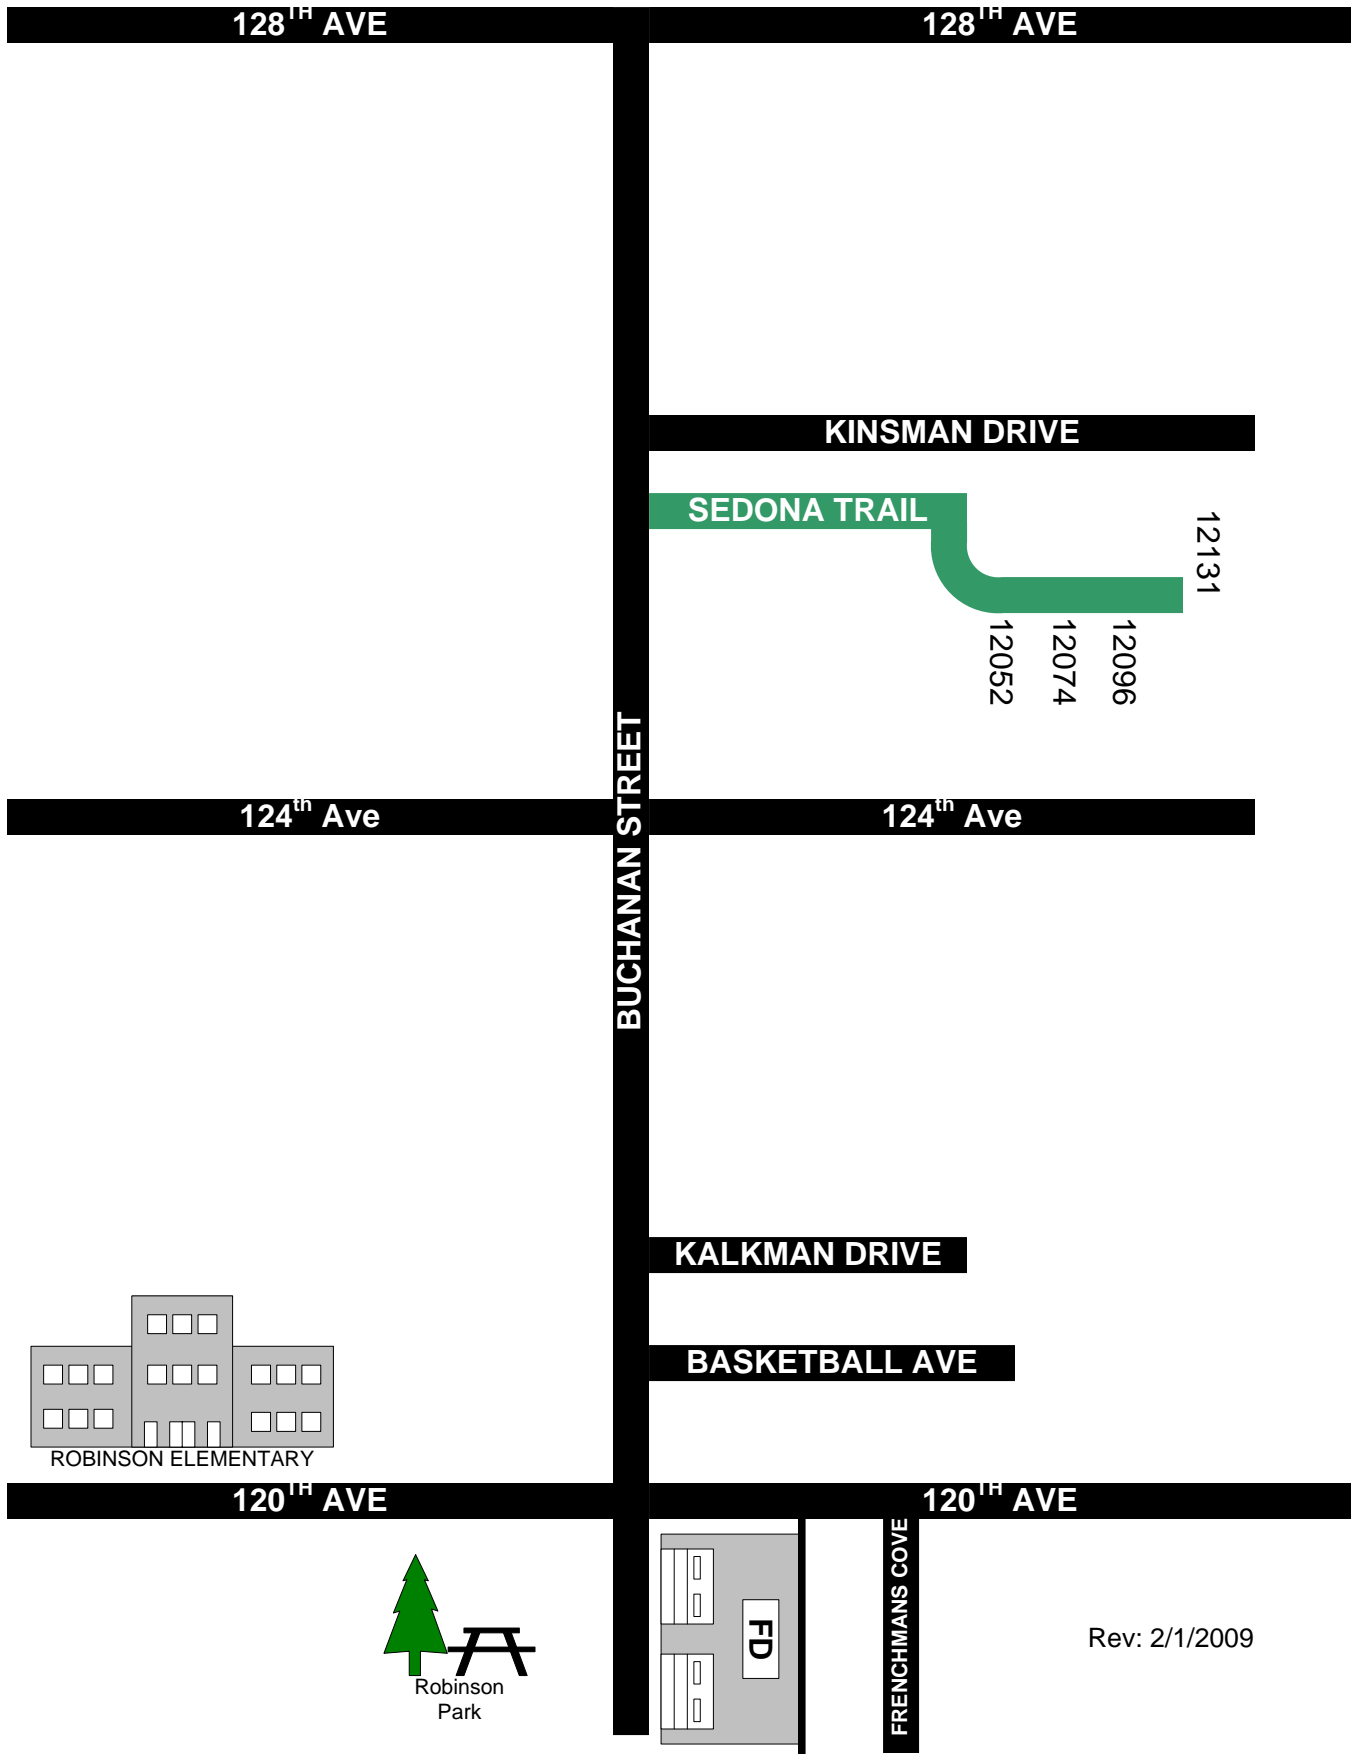 128TH AVE
128TH AVE
KINSMAN DRIVE
SEDONA TRAIL
12131
12052
12074
12096
BUCHANAN STREET
124th Ave
124th Ave
KALKMAN DRIVE
BASKETBALL AVE
ROBINSON ELEMENTARY
120TH AVE
120TH AVE
FRENCHMANS COVE
FD
Rev: 2/1/2009
Robinson
Park